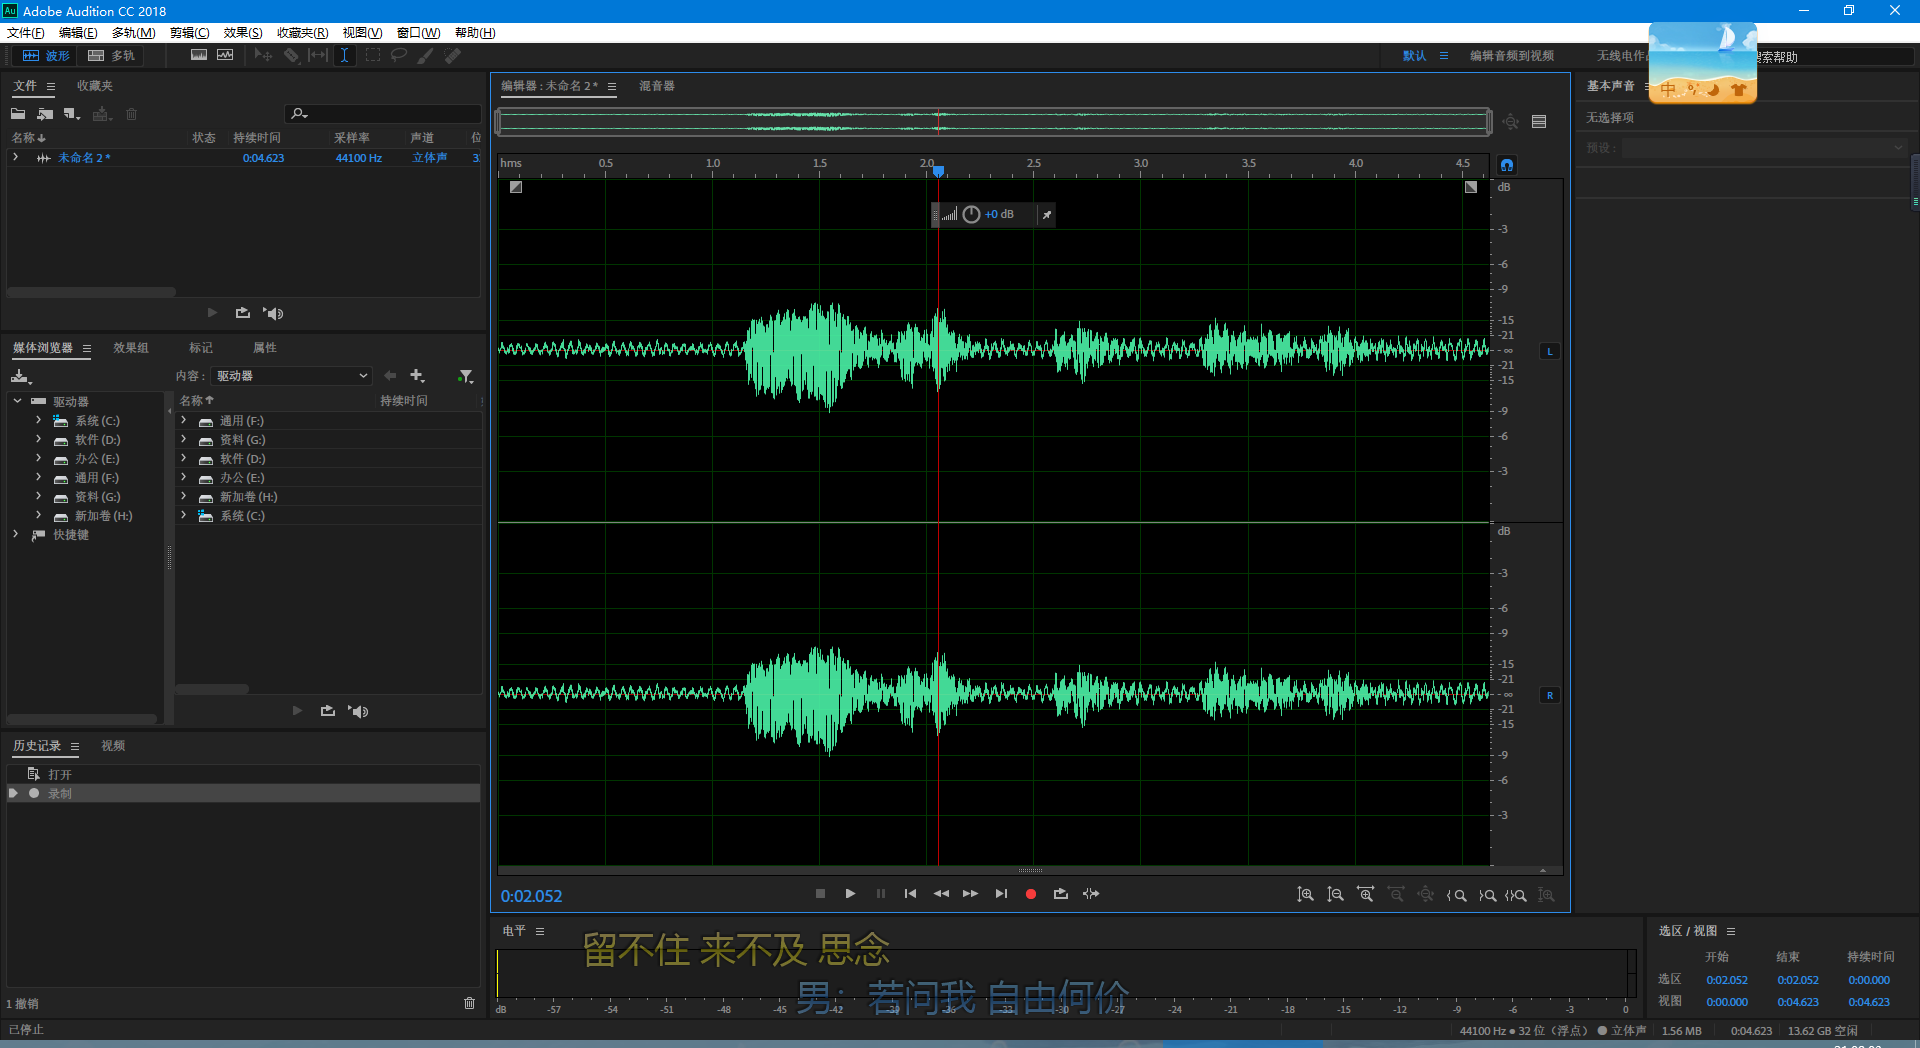 Adobe Audition CC 2018
文件(F) 编辑(E) 多轨(M) 剪辑(C) 效果(S) 收藏夹(R) 视图(V) 窗口(W) 帮助(H)
波形 多轨
默认 编辑音频到视频 无线电作 搜索帮助
中
文件 收藏夹
名称 状态 持续时间 采样率 声道 位
未命名 2 * 0:04.623 44100 Hz 立体声 32
媒体浏览器 效果组 标记 属性
内容: 驱动器
名称 持续时间
驱动器
系统 (C:)
软件 (D:)
办公 (E:)
通用 (F:)
资料 (G:)
新加卷 (H:)
快捷键
通用 (F:)
资料 (G:)
软件 (D:)
办公 (E:)
新加卷 (H:)
系统 (C:)
历史记录 视频
打开
录制
1 撤销
已停止
编辑器: 未命名 2 * 混音器
hms 0.5 1.0 1.5 2.0 2.5 3.0 3.5 4.0 4.5
+0 dB
dB
-3
-6
-9
-15
-21
-∞
-21
-15
-9
-6
-3
L
dB
-3
-6
-9
-15
-21
-∞
-21
-15
-9
-6
-3
R
0:02.052
基本声音
无选择项
预设:
电平
留不住 来不及 思念
男：若问我 自由何价
dB -57 -54 -51 -48 -45 -42 -39 -36 -33 -30 -27 -24 -21 -18 -15 -12 -9 -6 -3 0
选区 / 视图
开始 结束 持续时间
选区 0:02.052 0:02.052 0:00.000
视图 0:00.000 0:04.623 0:04.623
44100 Hz ● 32 位 (浮点) ● 立体声 1.56 MB 0:04.623 13.62 GB 空闲